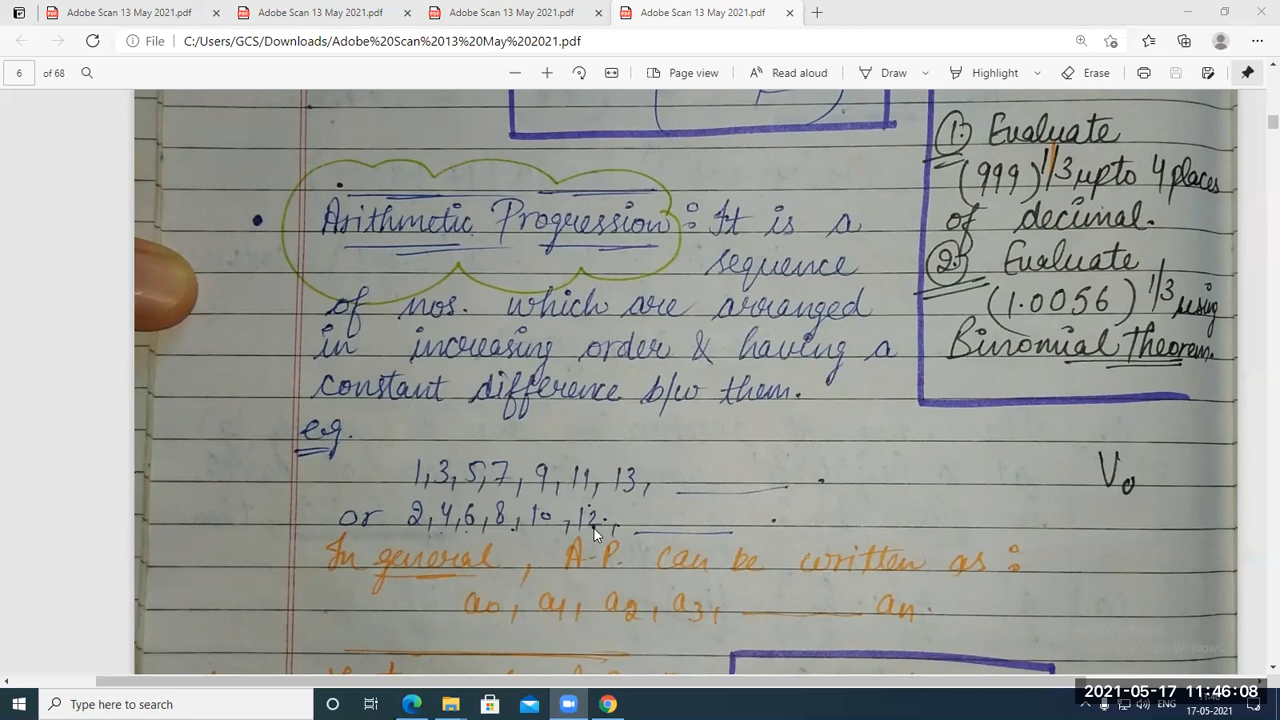 Adobe Scan 13 May 2021.pdf
Adobe Scan 13 May 2021.pdf
Adobe Scan 13 May 2021.pdf
Adobe Scan 13 May 2021.pdf
File C:/Users/GCS/Downloads/Adobe%20Scan%2013%20May%202021.pdf
6 of 68
Page view
Read aloud
Draw
Highlight
Erase
Arithmetic Progression : It is a
sequence
of nos. which are arranged
in increasing order & having a
constant difference b/w them.
eg.
1, 3, 5, 7, 9, 11, 13, ______ .
or 2, 4, 6, 8, 10, 12, ______ .
In general, A.P. can be written as :
a0, a1, a2, a3, ______ an.
1. Evaluate
(999)^1/3 upto 4 places
of decimal.
2. Evaluate
(1.0056)^1/3 using
Binomial Theorem.
Vo
Type here to search
2021-05-17 11:46:08
ENG
17-05-2021